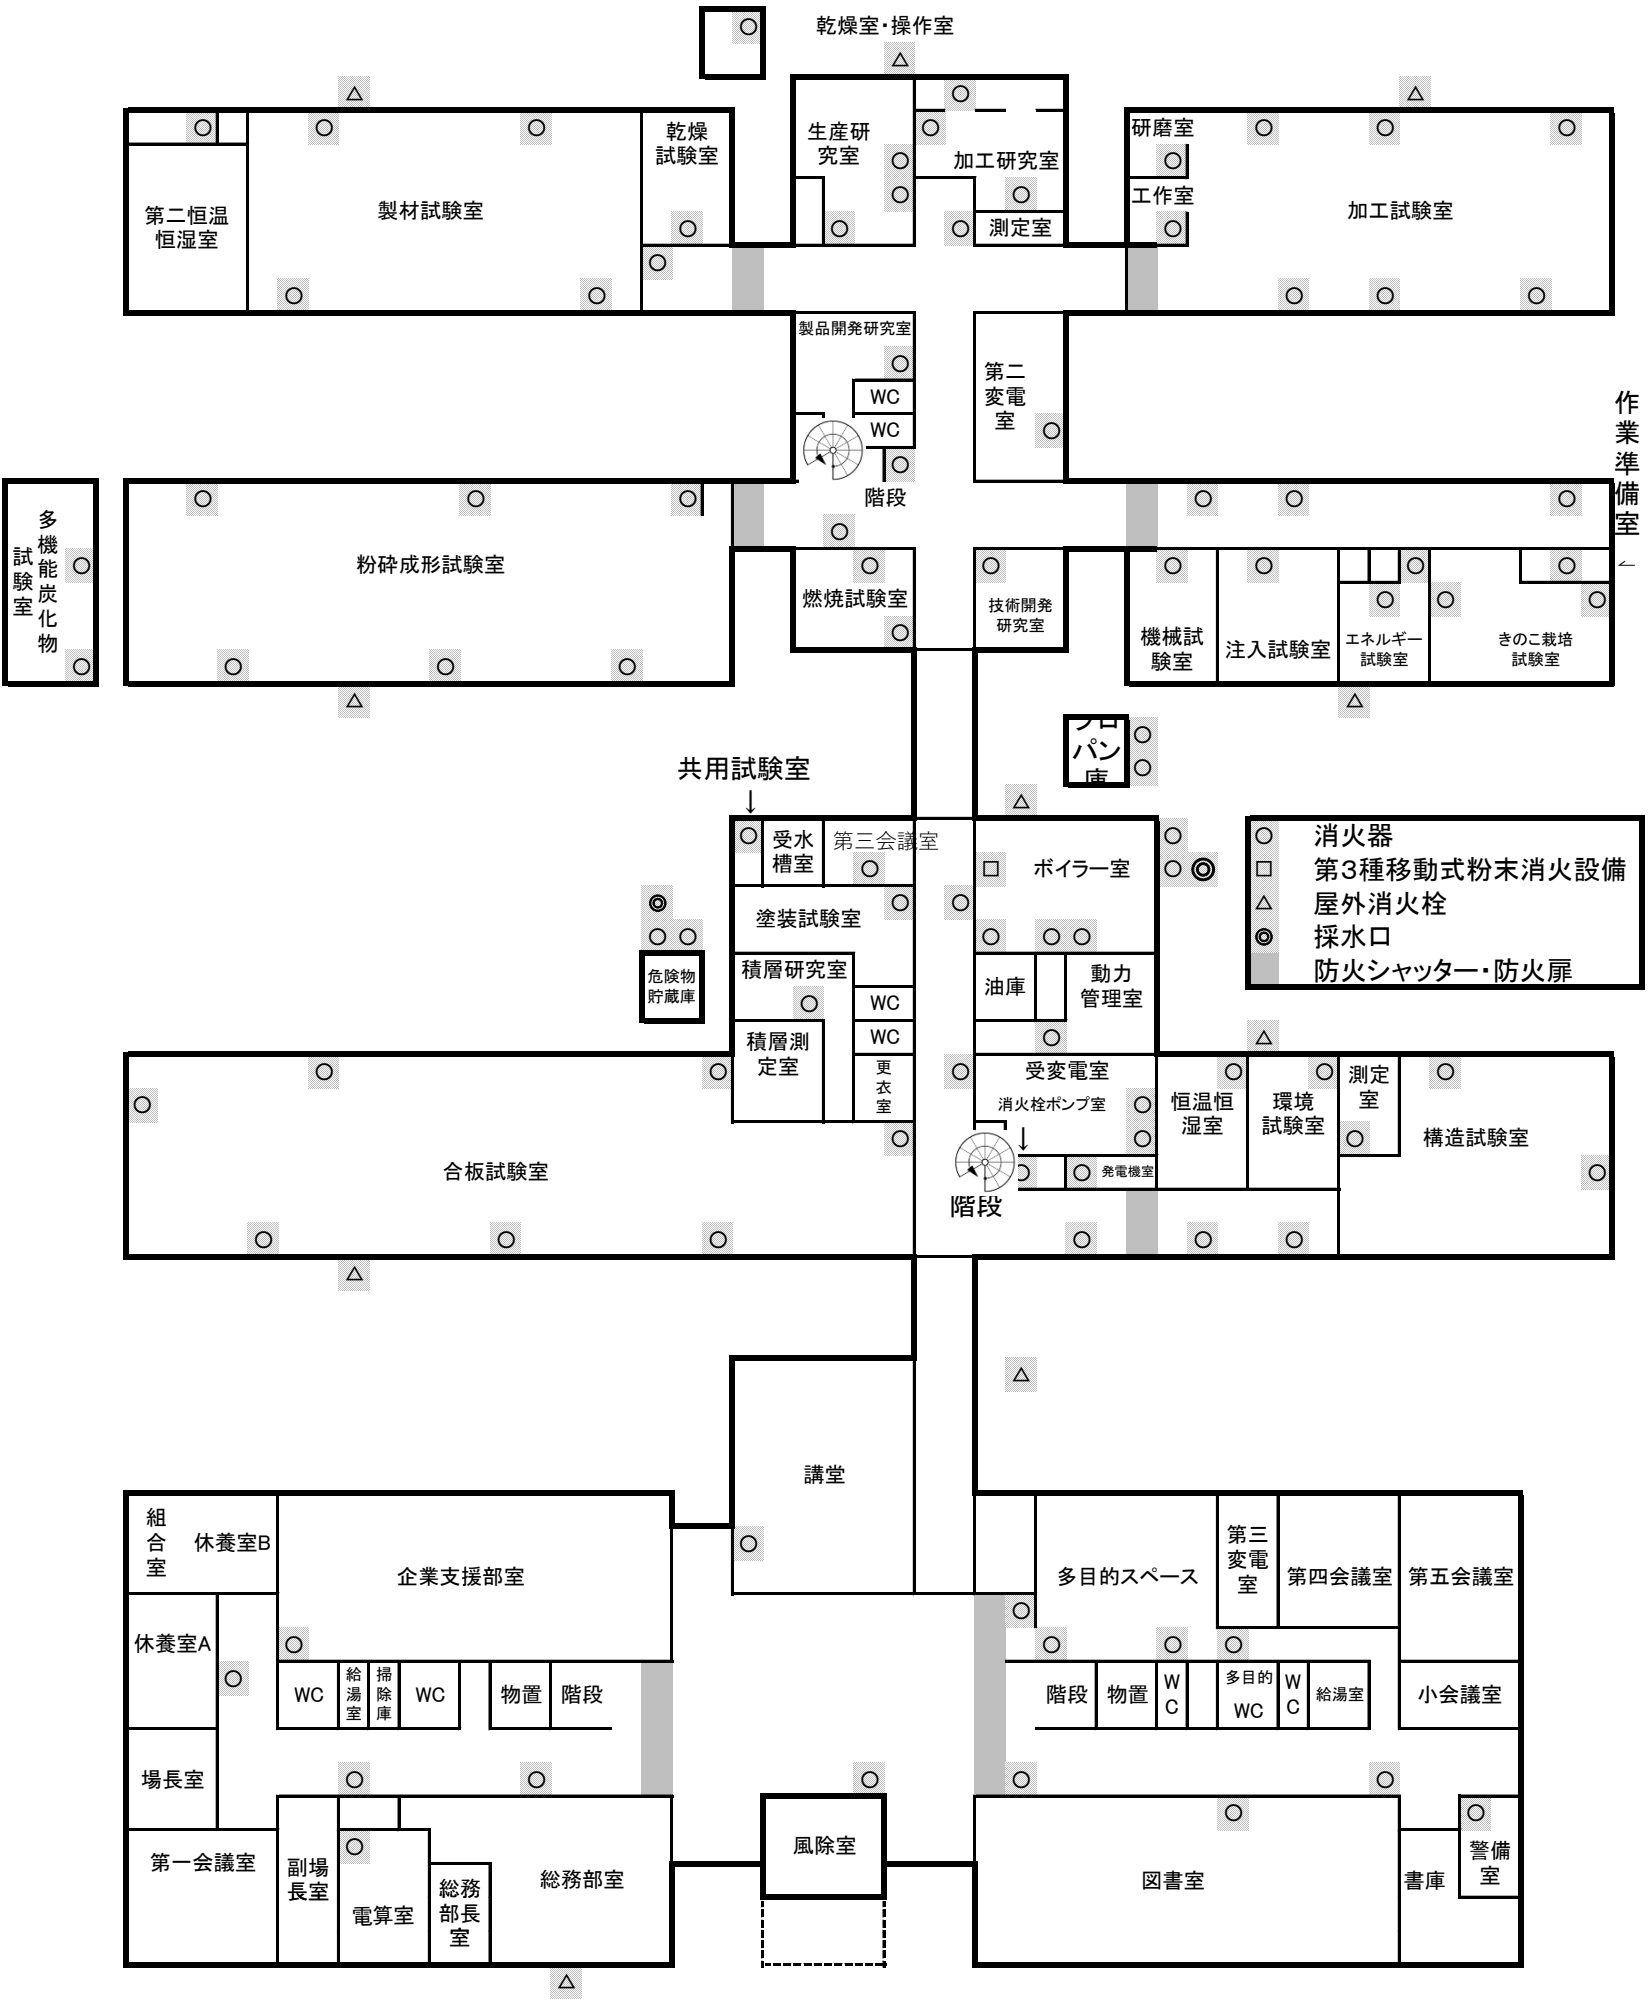 乾燥室・操作室
研磨室
乾燥
試験室
生産研
究室
加工研究室
工作室
製材試験室
加工試験室
第二恒温
恒湿室
測定室
製品開発研究室
第二
変電
室
WC
WC
作業準備室
←
階段
多機能炭化物
試験室
粉砕成形試験室
燃焼試験室
技術開発
研究室
機械試
験室
注入試験室
エネルギー
試験室
きのこ栽培
試験室
プロ
パン
庫
共用試験室
↓
受水
槽室
第三会議室
ボイラー室
○ 消火器
□ 第3種移動式粉末消火設備
△ 屋外消火栓
◎ 採水口
防火シャッター・防火扉
塗装試験室
積層研究室
危険物
貯蔵庫
油庫
動力
管理室
WC
WC
積層測
定室
更
衣
室
受変電室
消火栓ポンプ室
↓
恒温恒
湿室
環境
試験室
測定
室
構造試験室
合板試験室
発電機室
階段
講堂
組
合
室
休養室B
企業支援部室
多目的スペース
第三
変電
室
第四会議室
第五会議室
休養室A
WC
給
湯
室
掃
除
庫
WC
物置
階段
階段
物置
W
C
多目的
WC
W
C
給湯室
小会議室
場長室
第一会議室
副場
長室
電算室
総務
部長
室
総務部室
風除室
図書室
書庫
警備
室